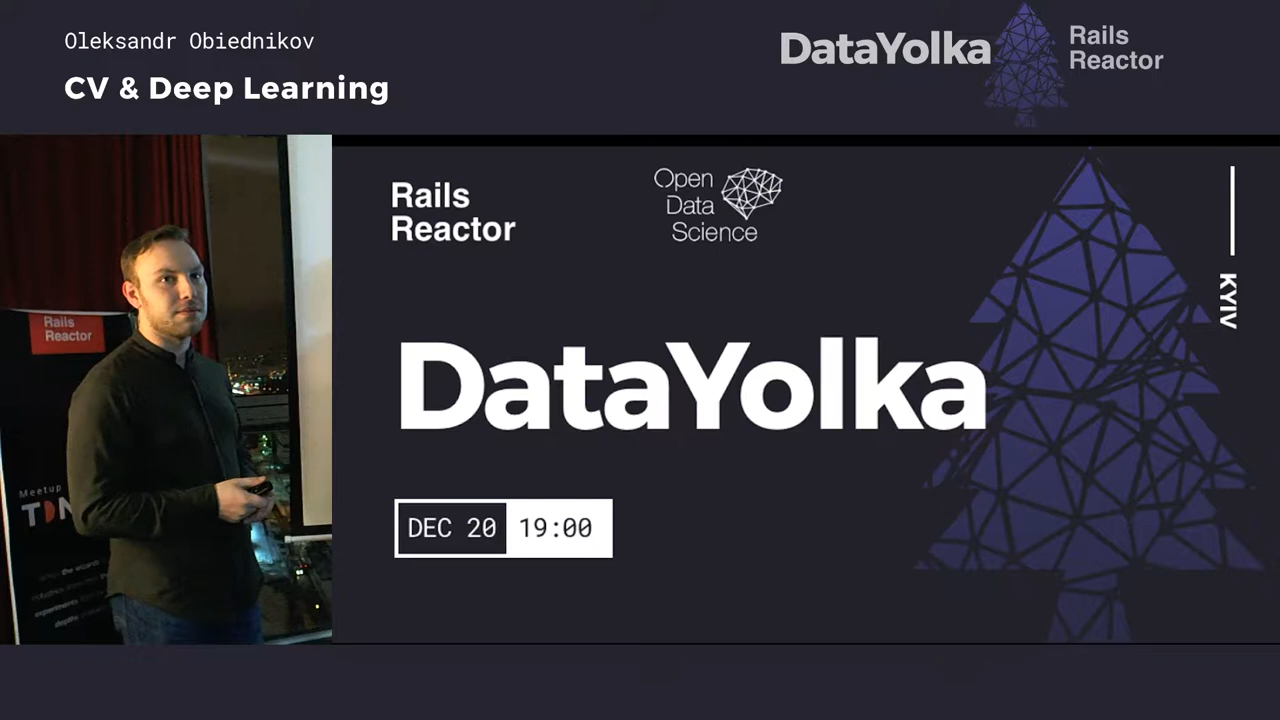 Oleksandr Obiednikov
CV & Deep Learning
DataYolka
Rails
Reactor
Rails
Reactor
Open
Data
Science
KYIV
DataYolka
DEC 20 19:00
Rails
Reactor
Meetup